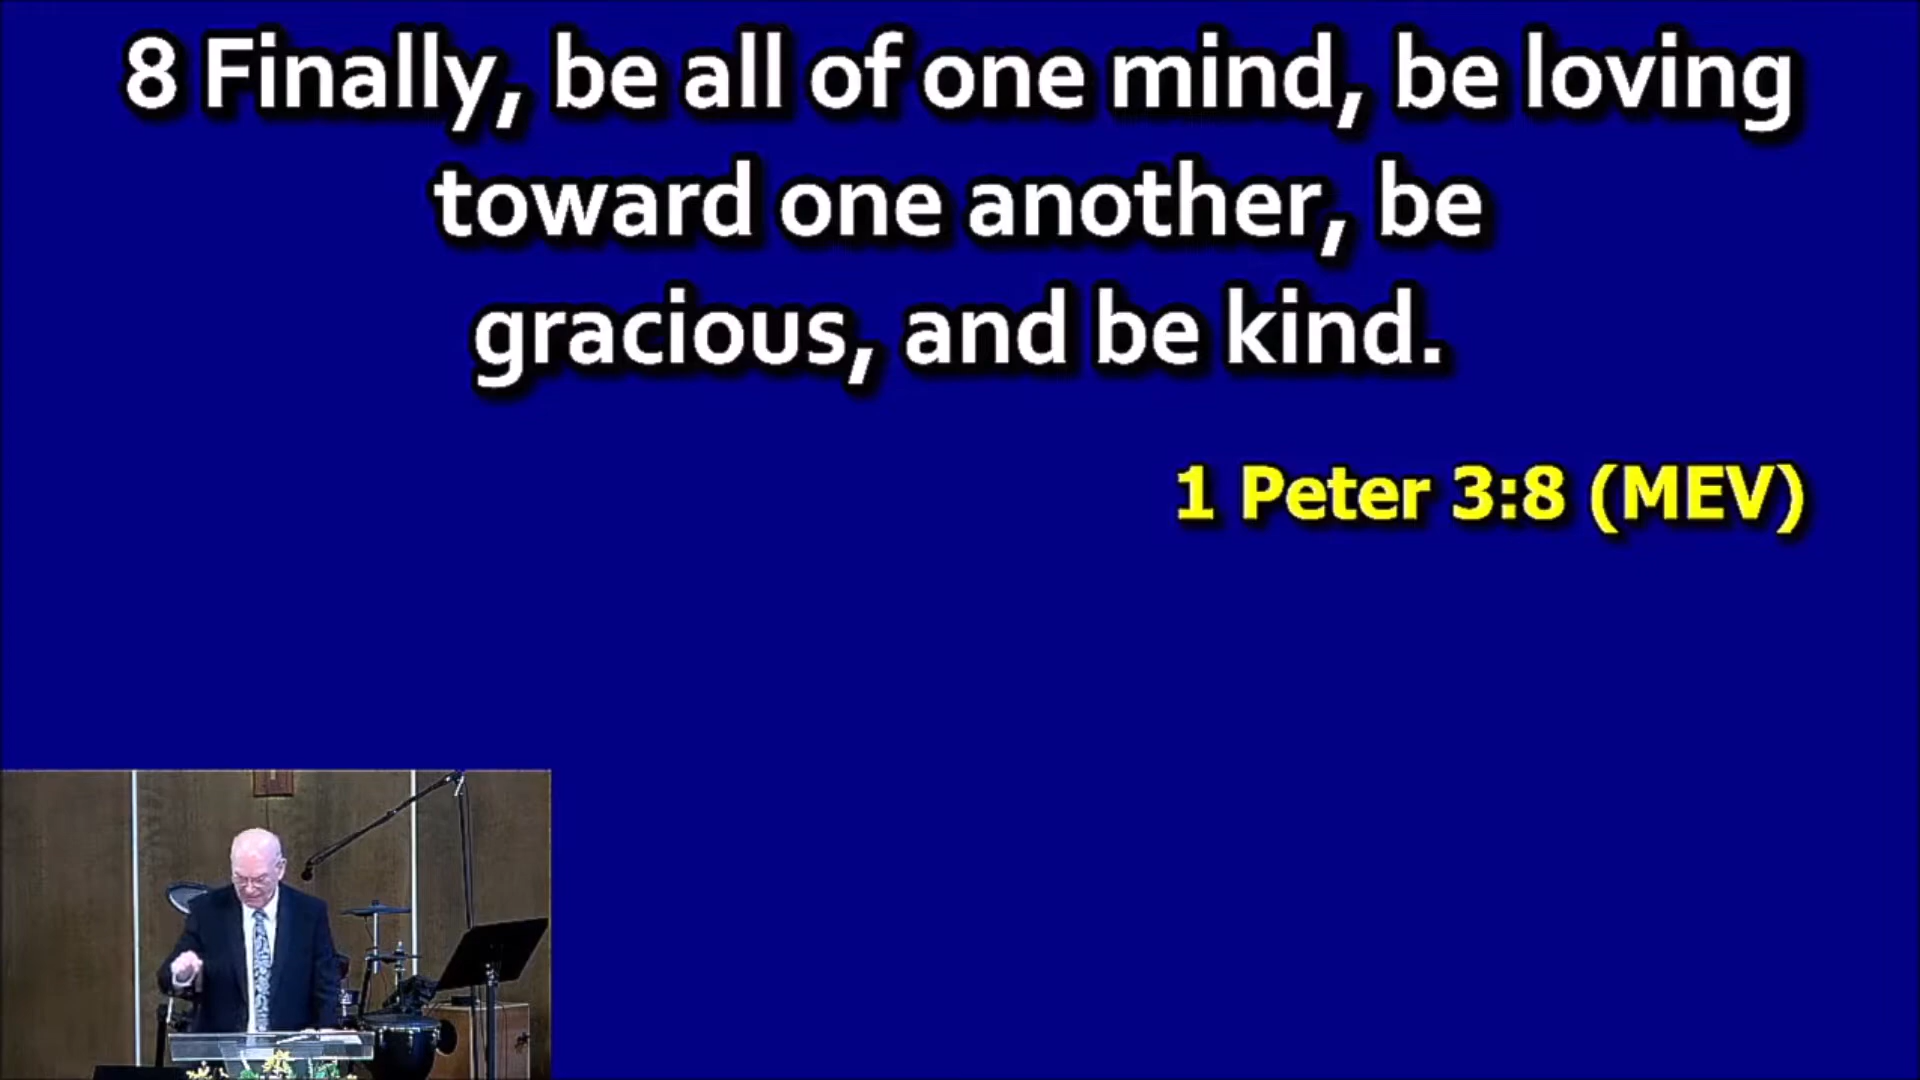 8 Finally, be all of one mind, be loving
toward one another, be
gracious, and be kind.
1 Peter 3:8 (MEV)